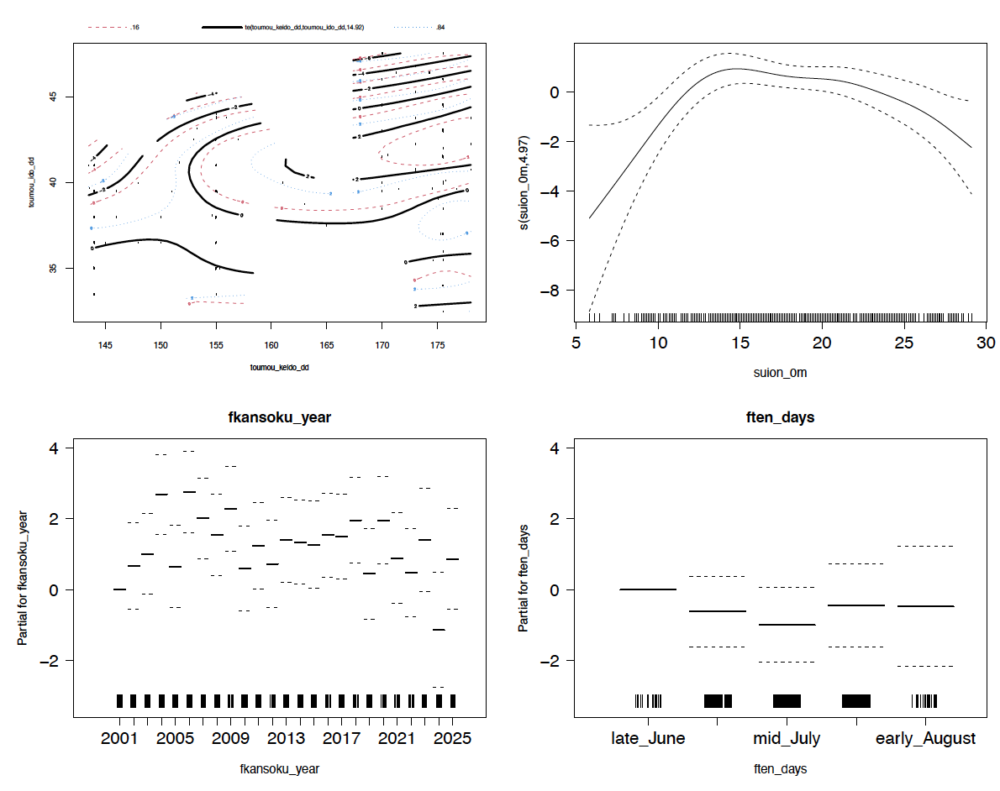 .16 te(toumou_keido_dd,toumou_ido_dd,14.92) .84
toumou_ido_dd
45
40
35
145 150 155 160 165 170 175
toumou_keido_dd
s(suion_0m,4.97)
0
−2
−4
−6
−8
5 10 15 20 25 30
suion_0m
fkansoku_year
Partial for fkansoku_year
4
2
0
−2
2001 2005 2009 2013 2017 2021 2025
fkansoku_year
ften_days
Partial for ften_days
4
2
0
−2
late_June mid_July early_August
ften_days